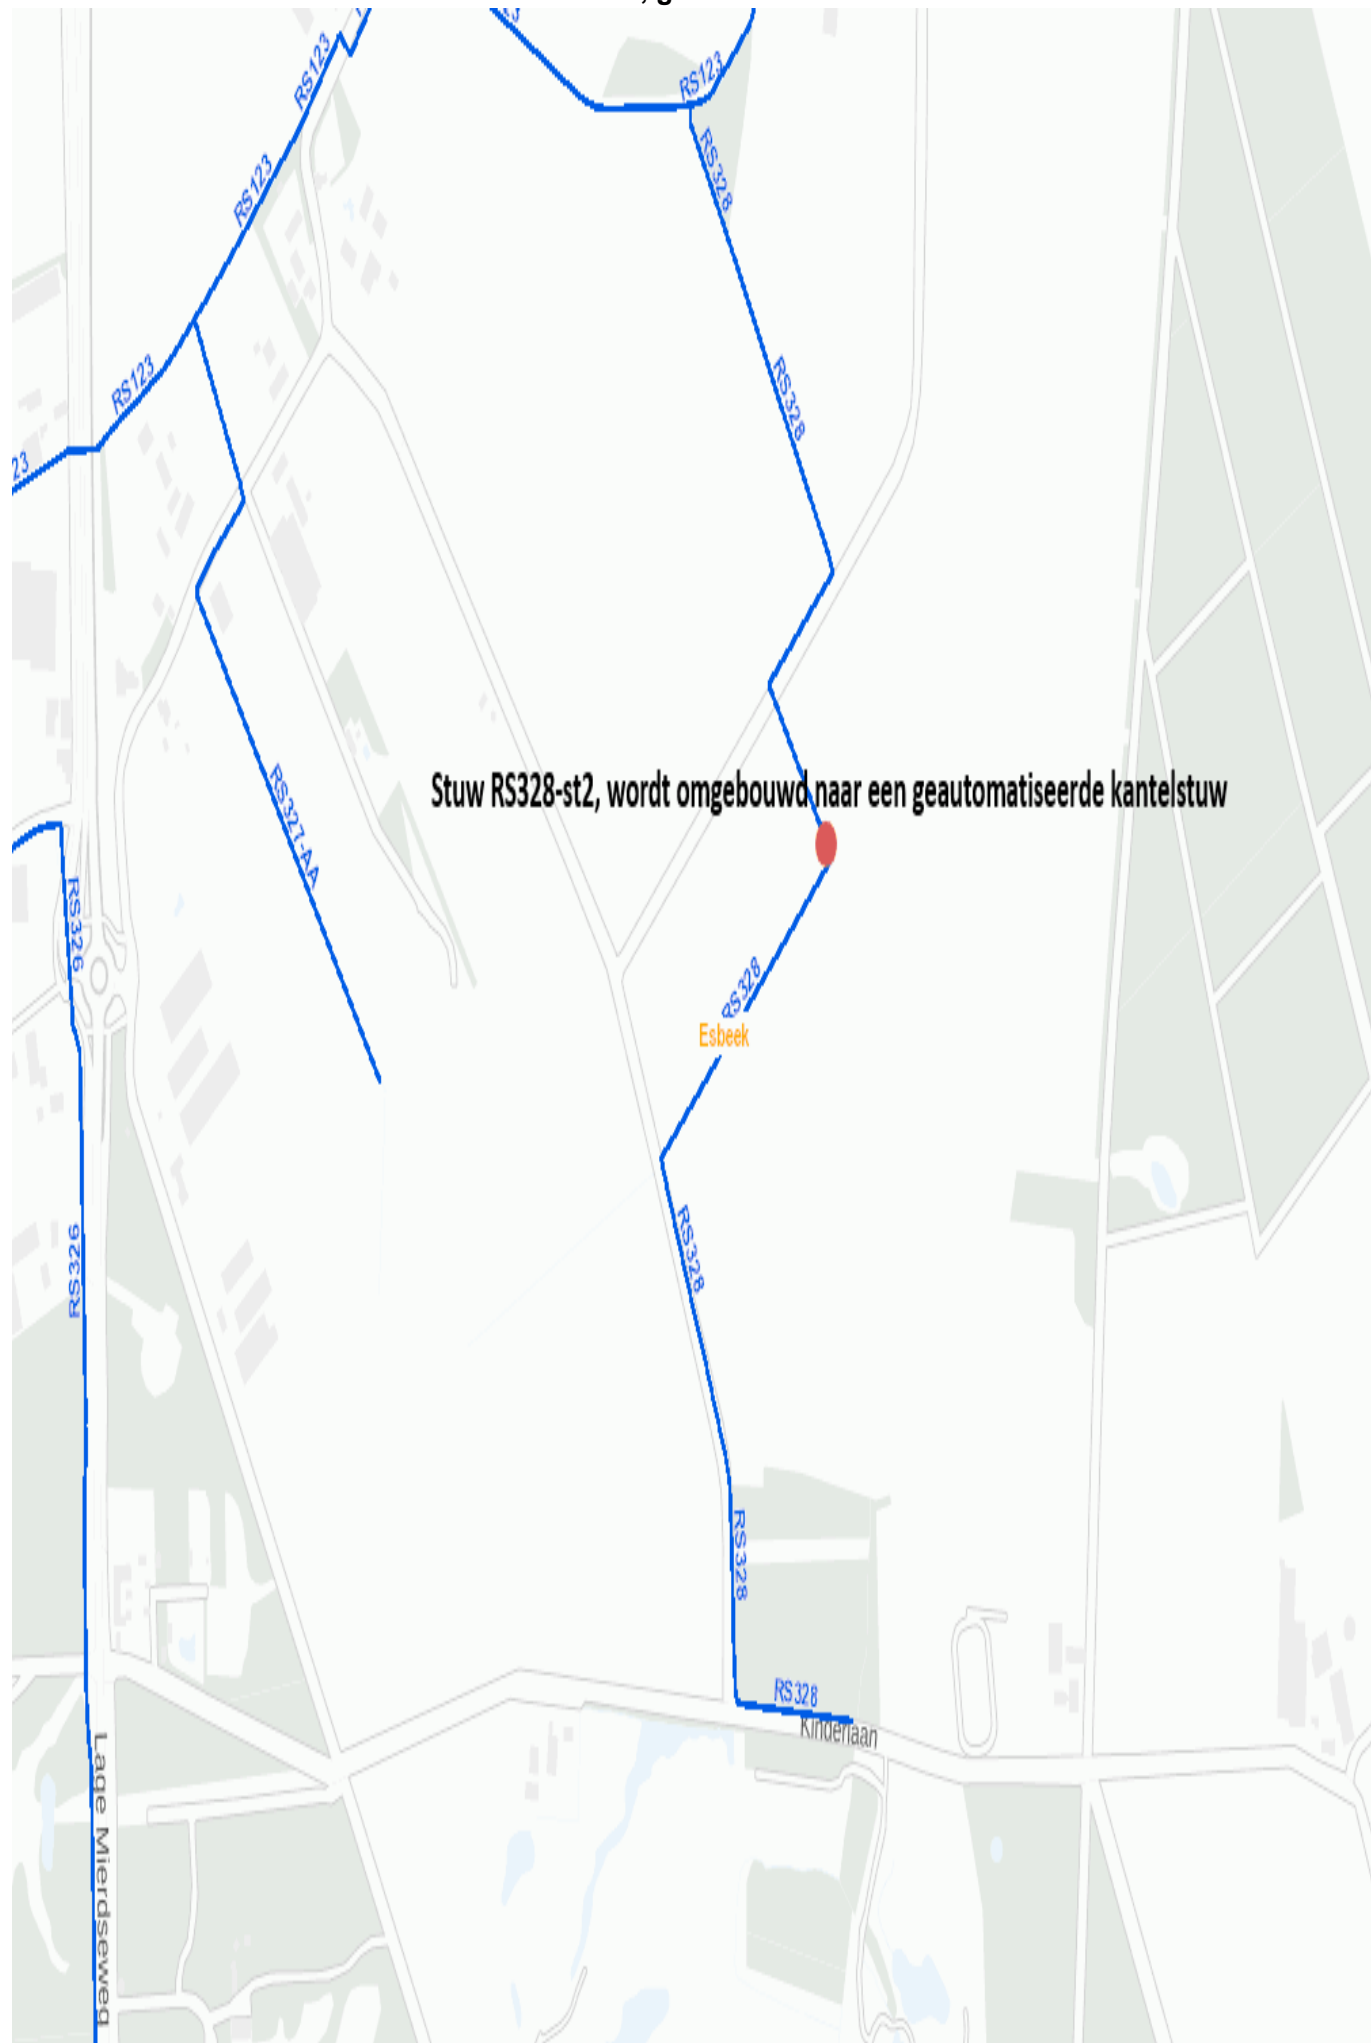 RS123
RS123
RS123
RS328
RS123
RS328
23
Stuw RS328-st2, wordt omgebouwd naar een geautomatiseerde kantelstuw
RS327-AA
RS326
RS328
Esbeek
RS328
RS326
RS328
RS328
Kinderlaan
Lage Mierdseweg